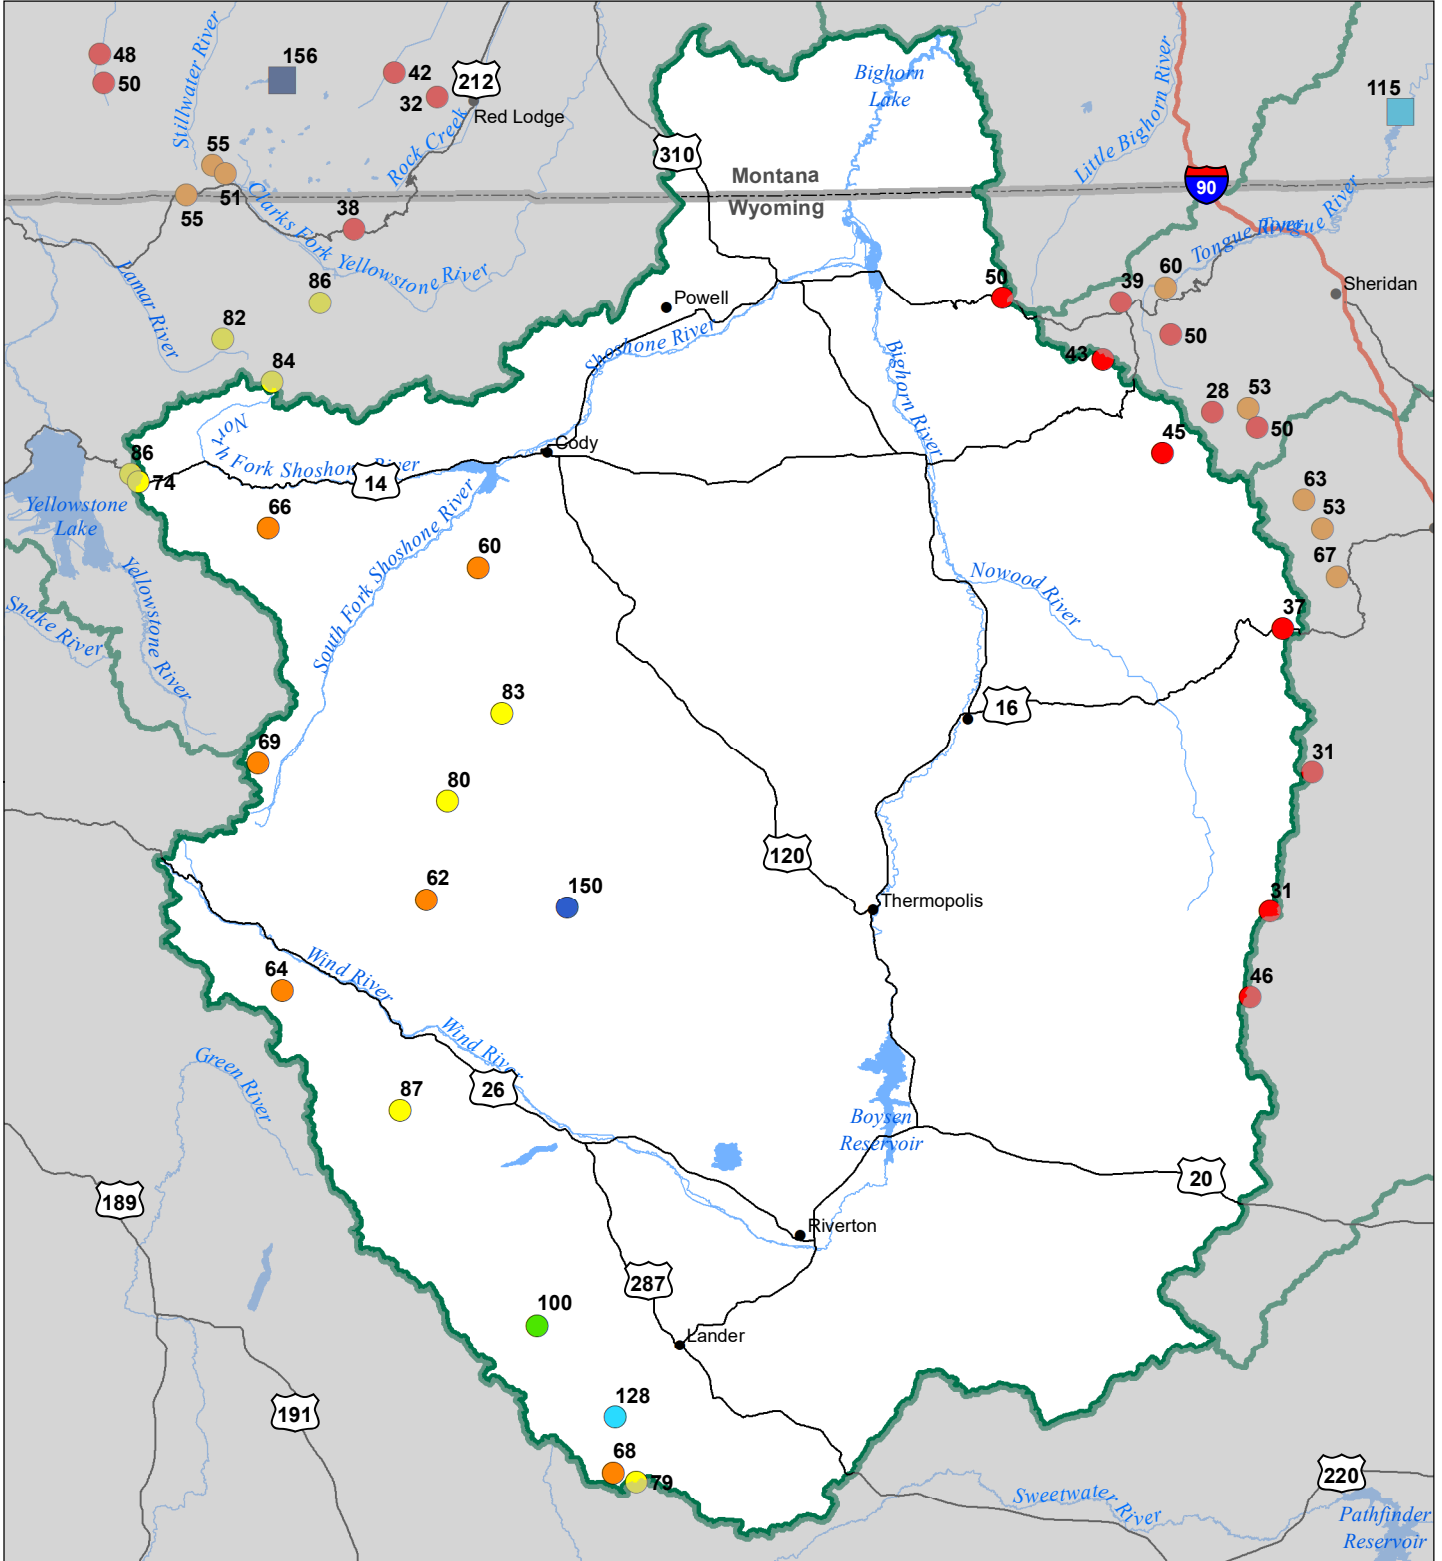 48
50
Stillwater River
156
42
32
212
Red Lodge
Rock Creek
Bighorn
Lake
310
Montana
Wyoming
Little Bighorn River
115
90
55
51
55
Clarks Fork Yellowstone River
38
86
Lamar River
82
84
Powell
Shoshone River
50
39
60
Tongue River
Tongue River
Sheridan
50
43
Bighorn River
28
53
50
45
North Fork Shoshone River
Cody
14
86
74
Yellowstone
Lake
66
60
South Fork Shoshone River
63
53
67
Nowood River
37
Snake River
Yellowstone River
83
16
69
80
31
120
62
150
Thermopolis
31
64
Wind River
46
Wind River
Green River
87
26
Boysen
Reservoir
20
189
Riverton
287
100
Lander
128
191
68
79
220
Sweetwater River
Pathfinder
Reservoir